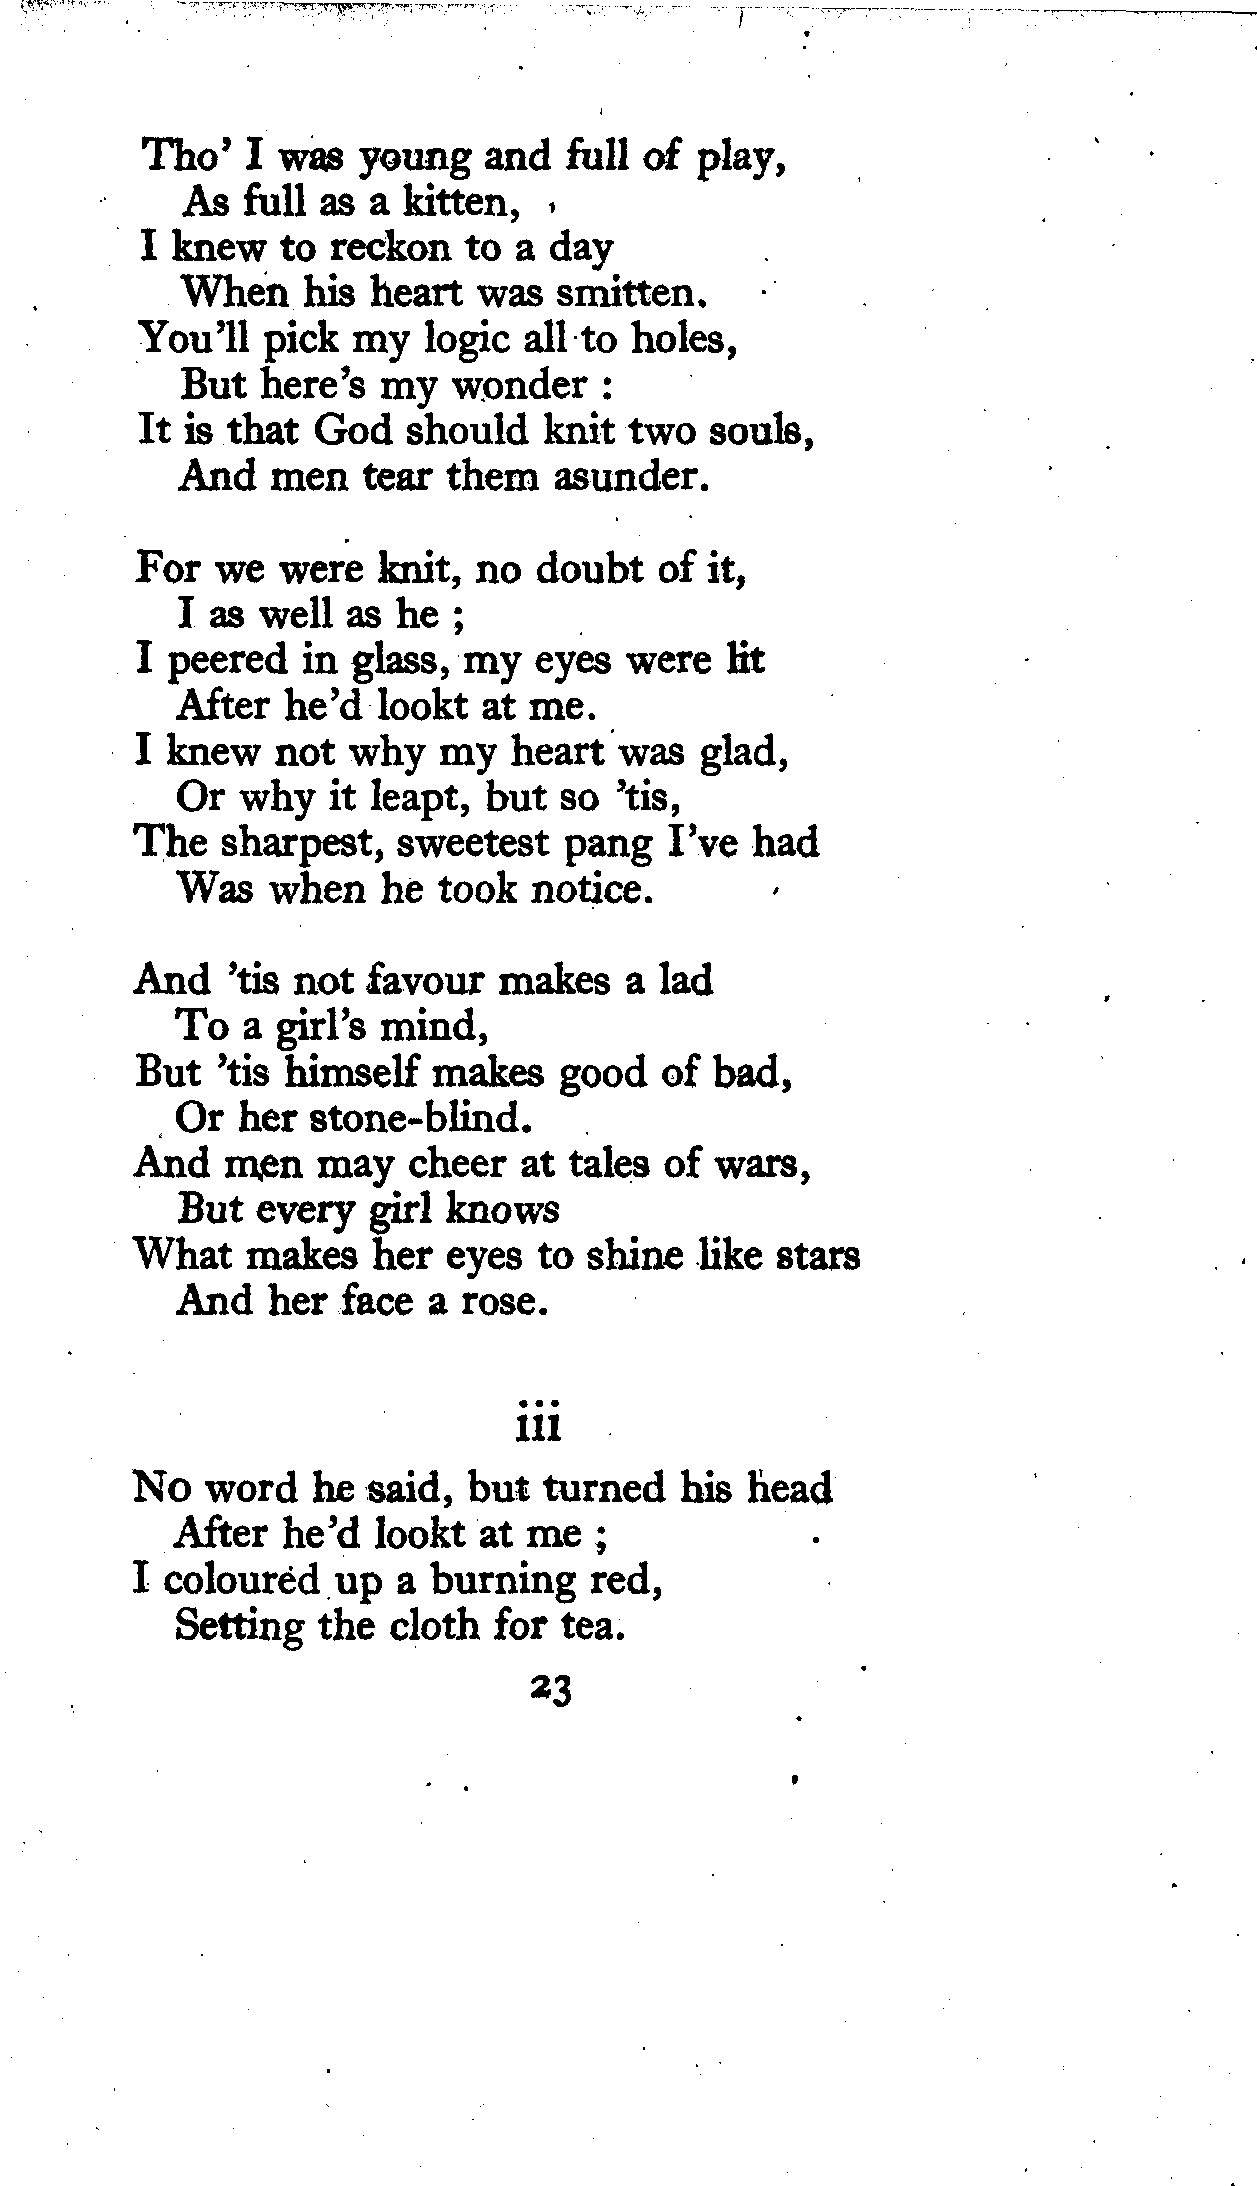 Tho' I was young and full of play,
As full as a kitten,
I knew to reckon to a day
When his heart was smitten.
You'll pick my logic all to holes,
But here's my wonder :
It is that God should knit two souls,
And men tear them asunder.

For we were knit, no doubt of it,
I as well as he ;
I peered in glass, my eyes were lit
After he'd lookt at me.
I knew not why my heart was glad,
Or why it leapt, but so 'tis,
The sharpest, sweetest pang I've had
Was when he took notice.

And 'tis not favour makes a lad
To a girl's mind,
But 'tis himself makes good of bad,
Or her stone-blind.
And men may cheer at tales of wars,
But every girl knows
What makes her eyes to shine like stars
And her face a rose.

iii
No word he said, but turned his head
After he'd lookt at me ;
I coloured up a burning red,
Setting the cloth for tea.
23